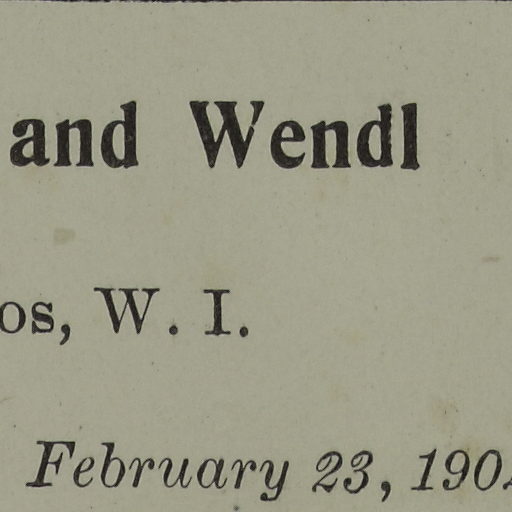 and Wendl
os, W. I.
February 23, 190